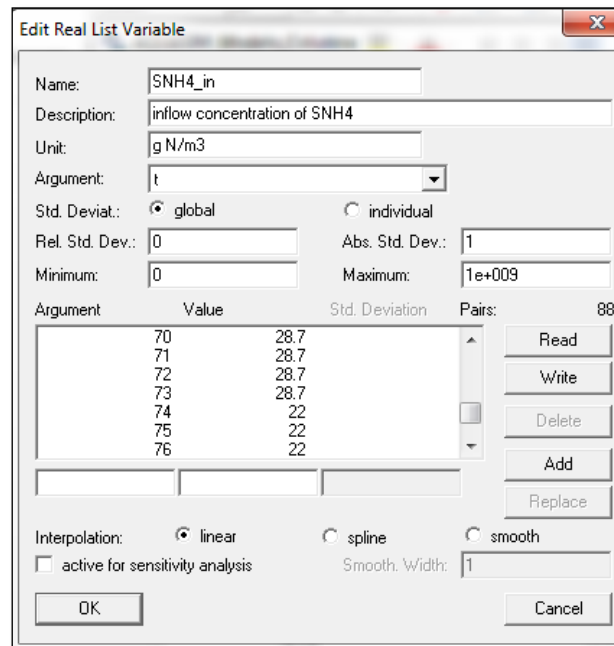 Edit Real List Variable
Name: SNH4_in
Description: inflow concentration of SNH4
Unit: g N/m3
Argument: t
Std. Deviat.: global individual
Rel. Std. Dev.: 0 Abs. Std. Dev.: 1
Minimum: 0 Maximum: 1e+009
Argument Value Std. Deviation Pairs: 88
70 28.7 Read
71 28.7
72 28.7 Write
73 28.7
74 22 Delete
75 22
76 22
Add
Replace
Interpolation: linear spline smooth
active for sensitivity analysis Smooth. Width: 1
OK Cancel